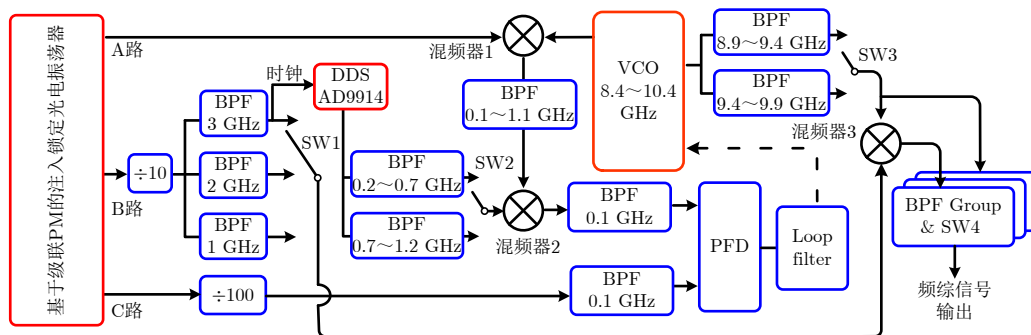 基于级联PM的注入锁定光电振荡器
A路
B路
C路
÷10
÷100
BPF
3 GHz
BPF
2 GHz
BPF
1 GHz
时钟
DDS
AD9914
SW1
BPF
0.2～0.7 GHz
BPF
0.7～1.2 GHz
SW2
混频器1
BPF
0.1～1.1 GHz
混频器2
BPF
0.1 GHz
BPF
0.1 GHz
VCO
8.4～10.4
GHz
PFD
Loop
filter
BPF
8.9～9.4 GHz
BPF
9.4～9.9 GHz
SW3
混频器3
BPF Group
& SW4
频综信号
输出